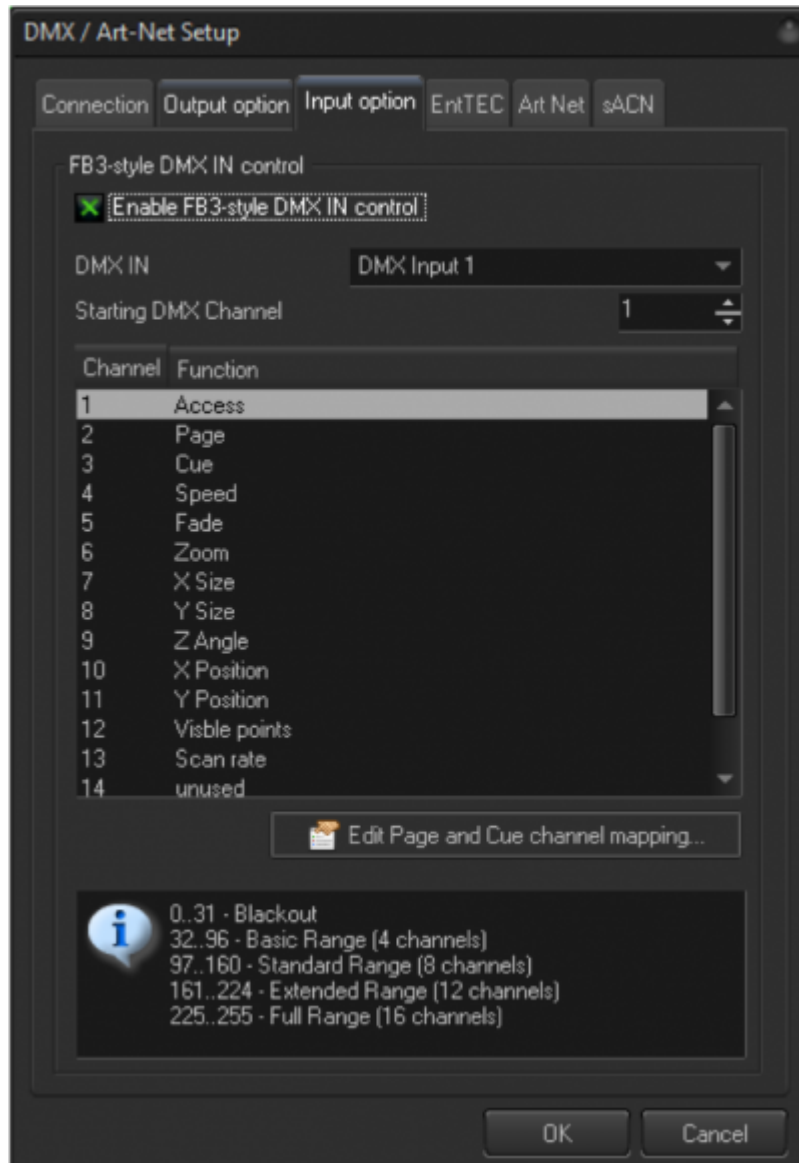 DMX / Art-Net Setup
Connection Output option Input option EntTEC Art Net sACN
FB3-style DMX IN control
Enable FB3-style DMX IN control
DMX IN DMX Input 1
Starting DMX Channel 1
Channel Function
1 Access
2 Page
3 Cue
4 Speed
5 Fade
6 Zoom
7 X Size
8 Y Size
9 Z Angle
10 X Position
11 Y Position
12 Visble points
13 Scan rate
14 unused
Edit Page and Cue channel mapping...
0..31 - Blackout
32..96 - Basic Range (4 channels)
97..160 - Standard Range (8 channels)
161..224 - Extended Range (12 channels)
225..255 - Full Range (16 channels)
OK Cancel